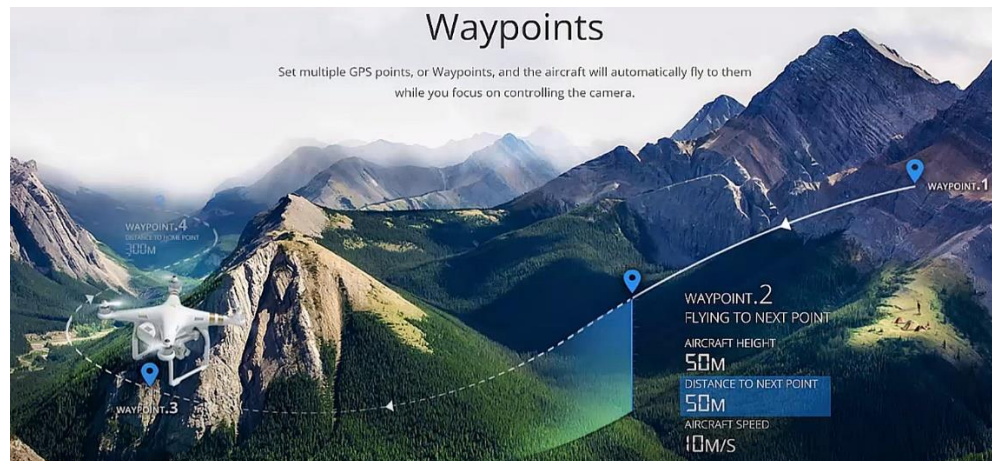 Waypoints
Set multiple GPS points, or Waypoints, and the aircraft will automatically fly to them
while you focus on controlling the camera.
WAYPOINT.1
WAYPOINT.4
DISTANCE TO HOME POINT
300M
WAYPOINT.2
FLYING TO NEXT POINT
AIRCRAFT HEIGHT
50M
DISTANCE TO NEXT POINT
50M
AIRCRAFT SPEED
10M/S
WAYPOINT.3